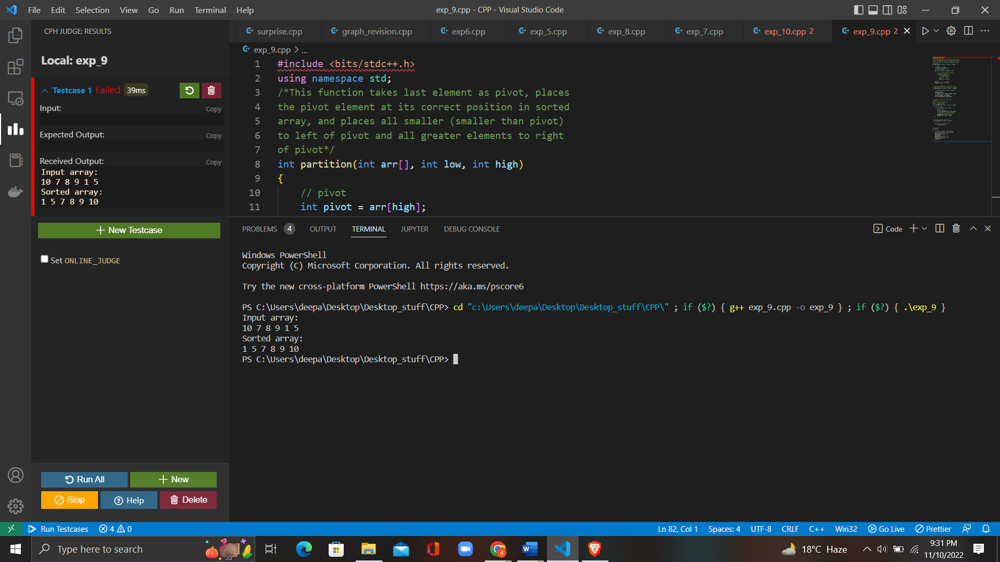 File Edit Selection View Go Run Terminal Help
exp_9.cpp - CPP - Visual Studio Code
CPH JUDGE: RESULTS
Local: exp_9
Testcase 1 Failed 39ms
Input:
Copy
Expected Output:
Copy
Received Output:
Copy
Input array:
10 7 8 9 1 5
Sorted array:
1 5 7 8 9 10
New Testcase
Set ONLINE_JUDGE
Run All
New
Stop
Help
Delete
surprise.cpp graph_revision.cpp exp6.cpp exp_5.cpp exp_8.cpp exp_7.cpp exp_10.cpp 2 exp_9.cpp 2
exp_9.cpp > ...
1 #include <bits/stdc++.h>
2 using namespace std;
3 /*This function takes last element as pivot, places
4 the pivot element at its correct position in sorted
5 array, and places all smaller (smaller than pivot)
6 to left of pivot and all greater elements to right
7 of pivot*/
8 int partition(int arr[], int low, int high)
9 {
10 // pivot
11 int pivot = arr[high];
PROBLEMS 4 OUTPUT TERMINAL JUPYTER DEBUG CONSOLE
Code
Windows PowerShell
Copyright (C) Microsoft Corporation. All rights reserved.
Try the new cross-platform PowerShell https://aka.ms/pscore6
PS C:\Users\deepa\Desktop\Desktop_stuff\CPP> cd "c:\Users\deepa\Desktop\Desktop_stuff\CPP\" ; if ($?) { g++ exp_9.cpp -o exp_9 } ; if ($?) { .\exp_9 }
Input array:
10 7 8 9 1 5
Sorted array:
1 5 7 8 9 10
PS C:\Users\deepa\Desktop\Desktop_stuff\CPP>
Run Testcases 4 0
Ln 82, Col 1 Spaces: 4 UTF-8 CRLF C++ Win32 Go Live Prettier
Type here to search
18°C Haze
9:31 PM
11/10/2022